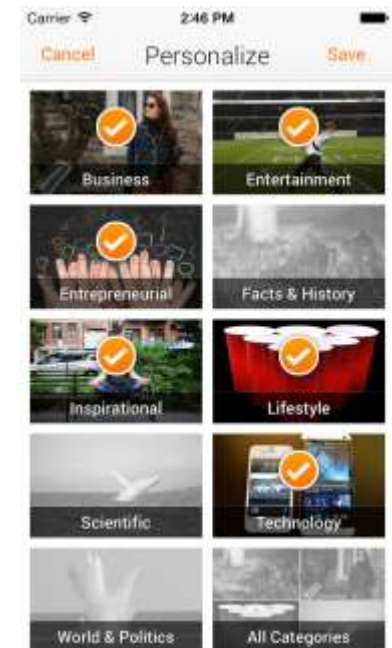 Carrier 2:46 PM
Cancel Personalize Save
Business Entertainment
Entrepreneurial Facts & History
Inspirational Lifestyle
Scientific Technology
World & Politics All Categories